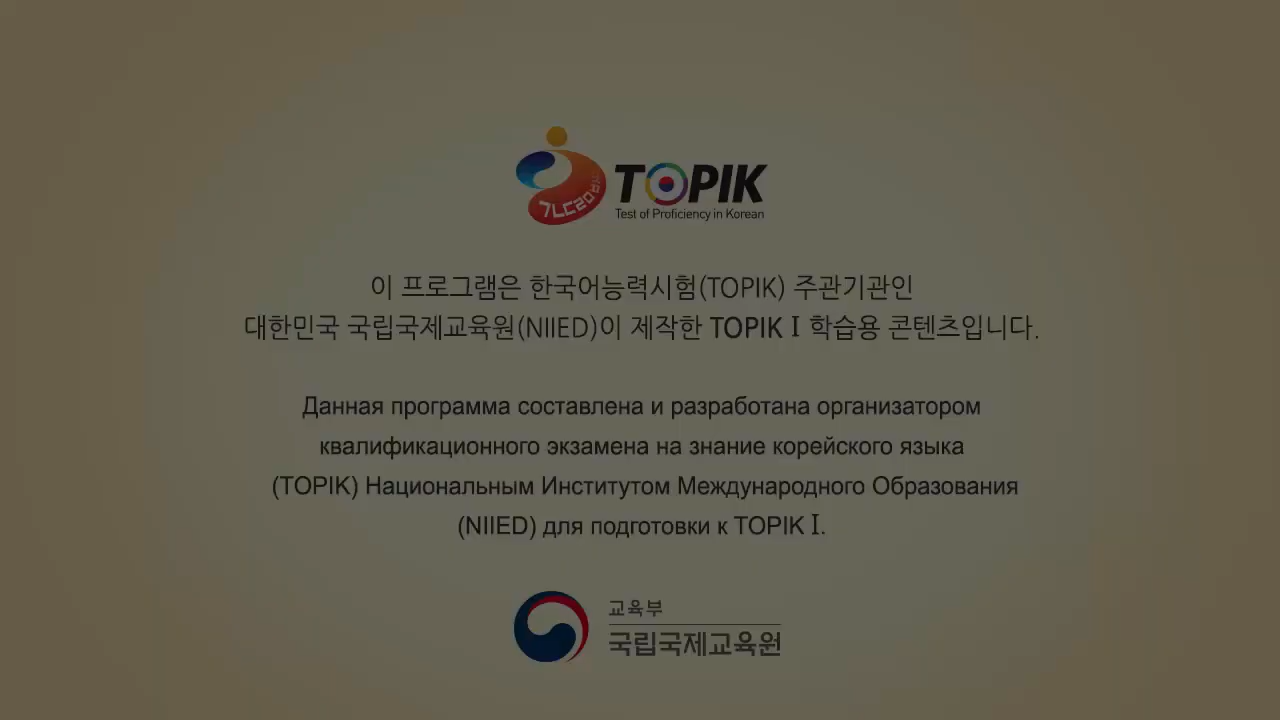 ㄱㄴㄷㄹㅁㅂ
TOPIK
Test of Proficiency in Korean
이 프로그램은 한국어능력시험(TOPIK) 주관기관인
대한민국 국립국제교육원(NIIED)이 제작한 TOPIK I 학습용 콘텐츠입니다.
Данная программа составлена и разработана организатором
квалификационного экзамена на знание корейского языка
(TOPIK) Национальным Институтом Международного Образования
(NIIED) для подготовки к TOPIK I.
교육부
국립국제교육원